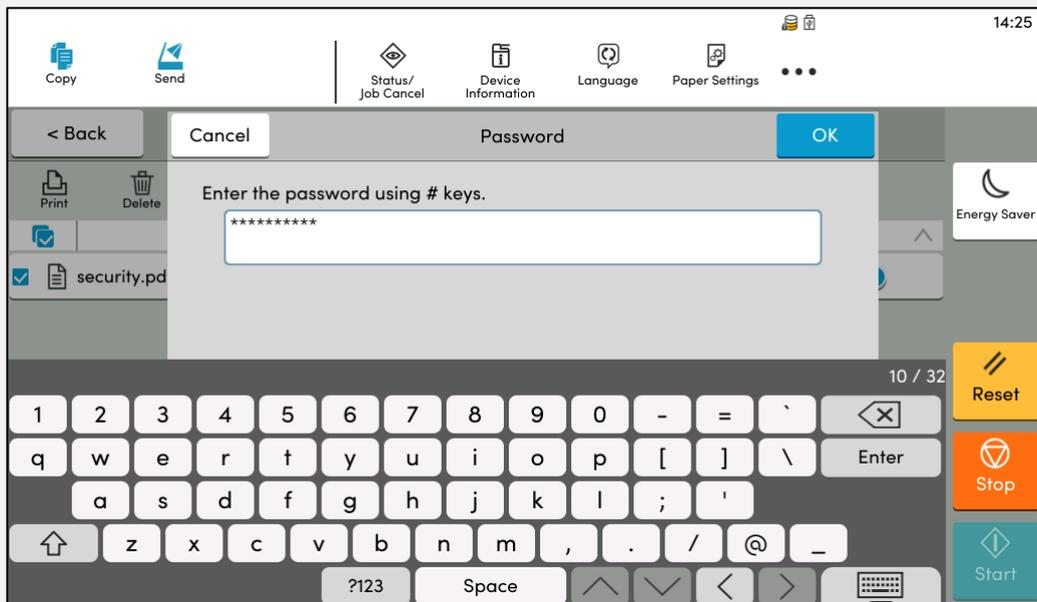 14:25
Copy
Send
Status/
Job Cancel
Device
Information
Language
Paper Settings
< Back
Cancel
Password
OK
Print
Delete
Enter the password using # keys.
**********
Energy Saver
security.pd
10 / 32
Reset
1 2 3 4 5 6 7 8 9 0 - = `
q w e r t y u i o p [ ] \ Enter
Stop
a s d f g h j k l ; '
z x c v b n m , . / @ _
?123 Space
Start